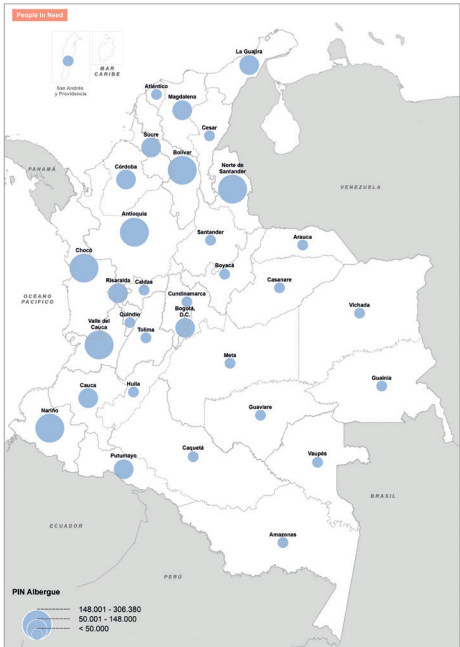 People in Need
La Guajira
MAR
CARIBE
San Andrés
y Providencia
Atlántico
Magdalena
Cesar
Sucre
Bolívar
Norte de
Santander
PANAMÁ
Córdoba
VENEZUELA
Antioquia
Santander
Arauca
Chocó
Boyacá
Risaralda
Caldas
Casanare
Cundinamarca
OCEANO
PACIFICO
Bogotá,
D.C.
Vichada
Quindío
Valle del
Cauca
Tolima
Meta
Cauca
Huila
Guainía
Nariño
Guaviare
Putumayo
Caquetá
Vaupés
BRASIL
ECUADOR
Amazonas
PERÚ
PIN Albergue
148.001 - 306.380
50.001 - 148.000
< 50.000